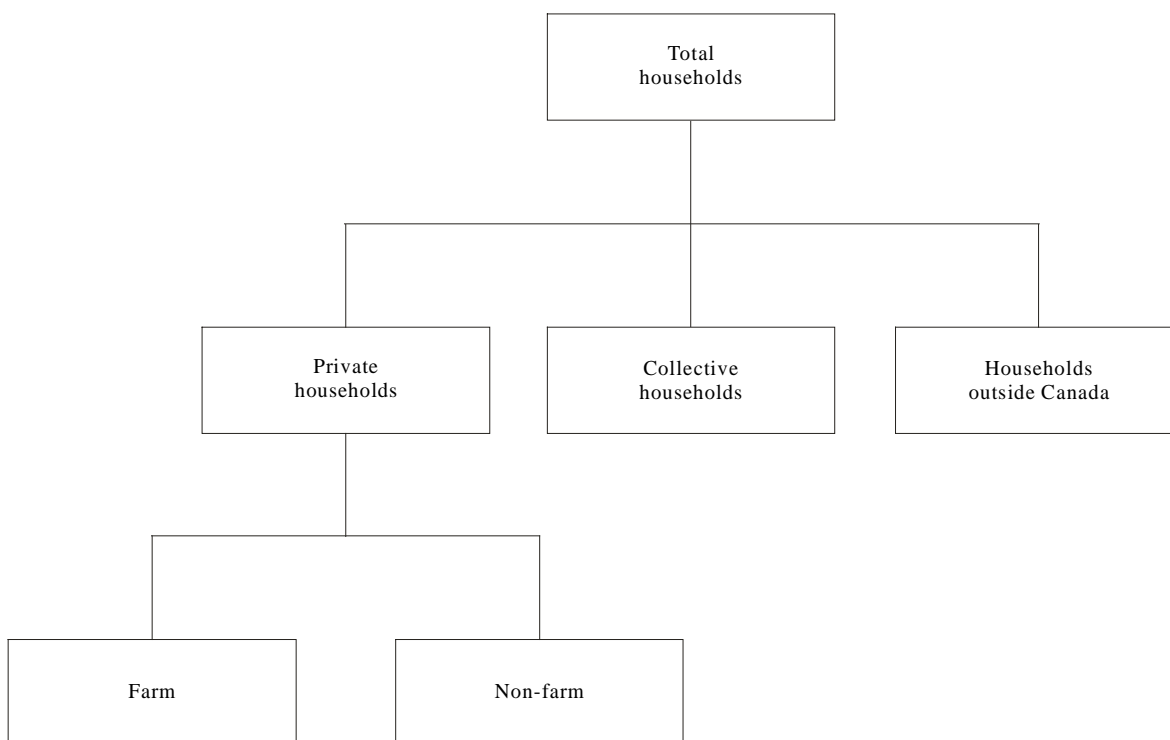 Total
households
Private
households
Collective
households
Households
outside Canada
Farm
Non-farm